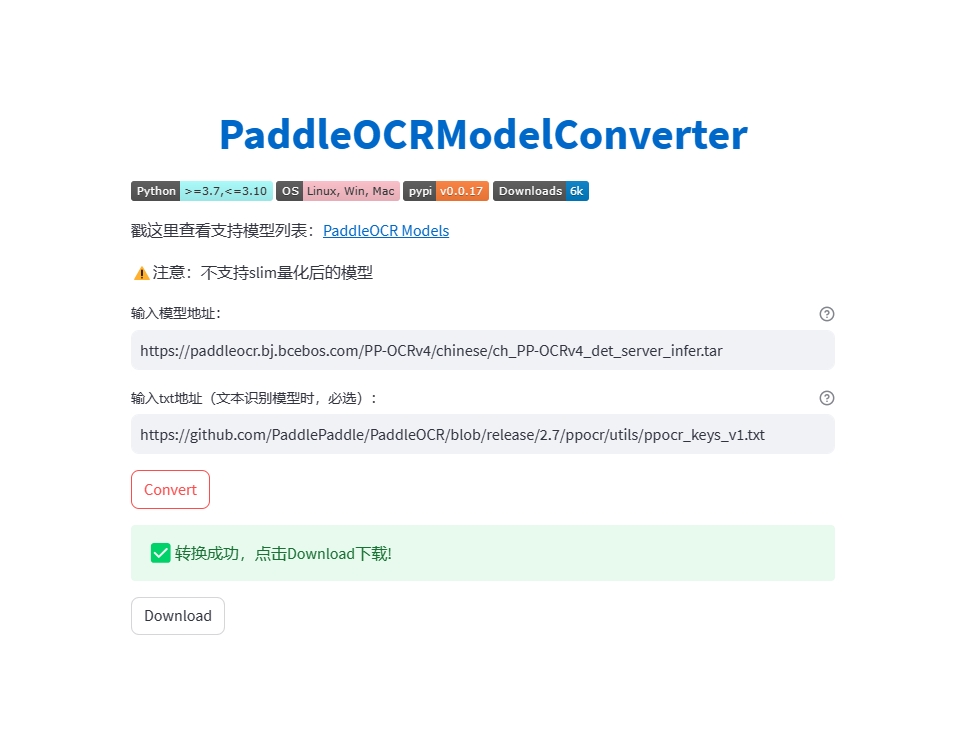 PaddleOCRModelConverter
Python >=3.7,<=3.10 OS Linux, Win, Mac pypi v0.0.17 Downloads 6k
戳这里查看支持模型列表：PaddleOCR Models
⚠️注意：不支持slim量化后的模型
输入模型地址：
https://paddleocr.bj.bcebos.com/PP-OCRv4/chinese/ch_PP-OCRv4_det_server_infer.tar
输入txt地址（文本识别模型时，必选）：
https://github.com/PaddlePaddle/PaddleOCR/blob/release/2.7/ppocr/utils/ppocr_keys_v1.txt
Convert
✅转换成功，点击Download下载!
Download